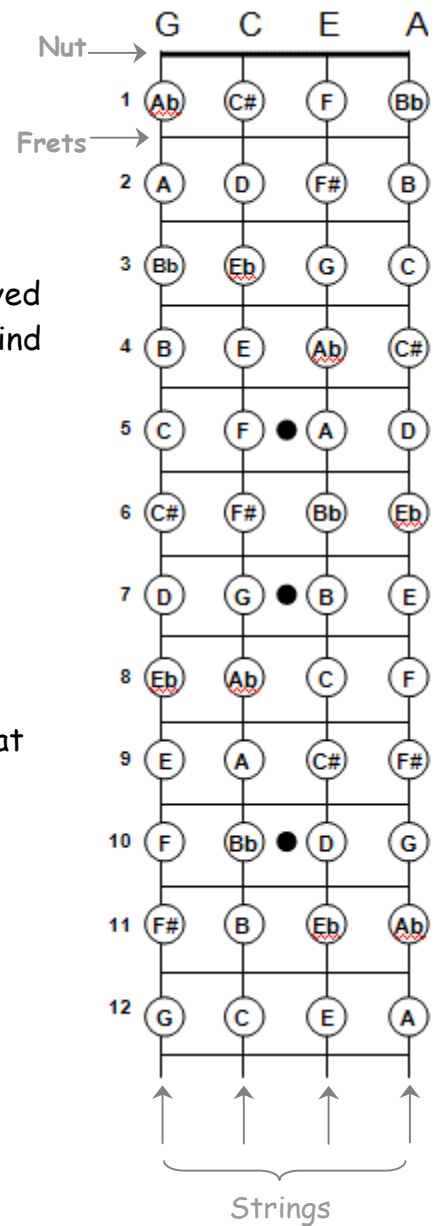 G C E A
Nut
1 Ab C# F Bb
Frets
2 A D F# B
3 Bb Eb G C
ved
ind
4 B E Ab C#
5 C F A D
6 C# F# Bb Eb
7 D G B E
8 Eb Ab C F
at
9 E A C# F#
10 F Bb D G
11 F# B Eb Ab
12 G C E A
Strings